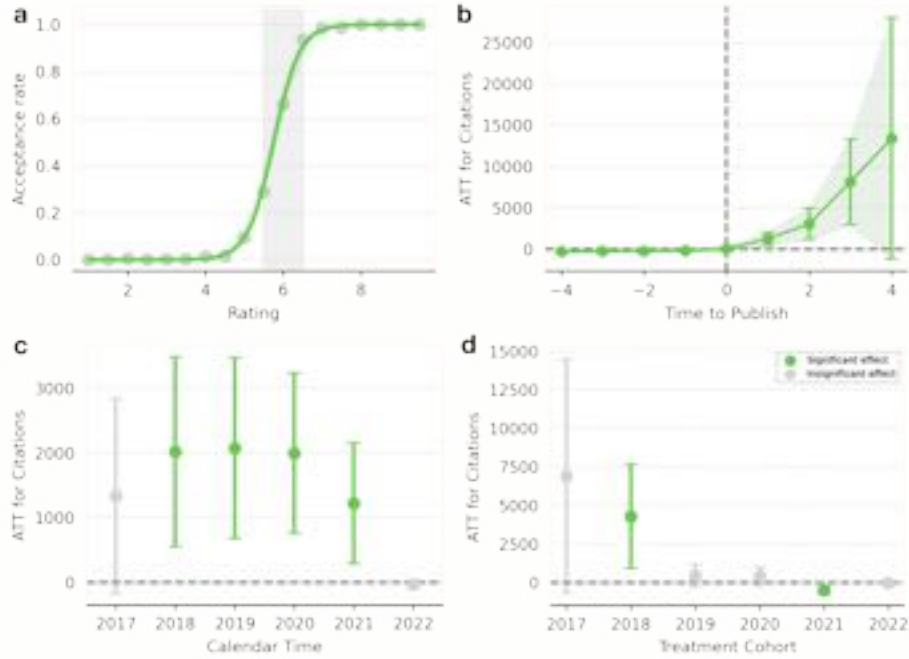 a
Acceptance rate
1.0
0.8
0.6
0.4
0.2
0.0
2 4 6 8
Rating
b
ATT for Citations
25000
20000
15000
10000
5000
0
−4 −2 0 2 4
Time to Publish
c
ATT for Citations
3000
2000
1000
0
2017 2018 2019 2020 2021 2022
Calendar Time
d
ATT for Citations
15000
12500
10000
7500
5000
2500
0
2017 2018 2019 2020 2021 2022
Treatment Cohort
Significant effect
Insignificant effect